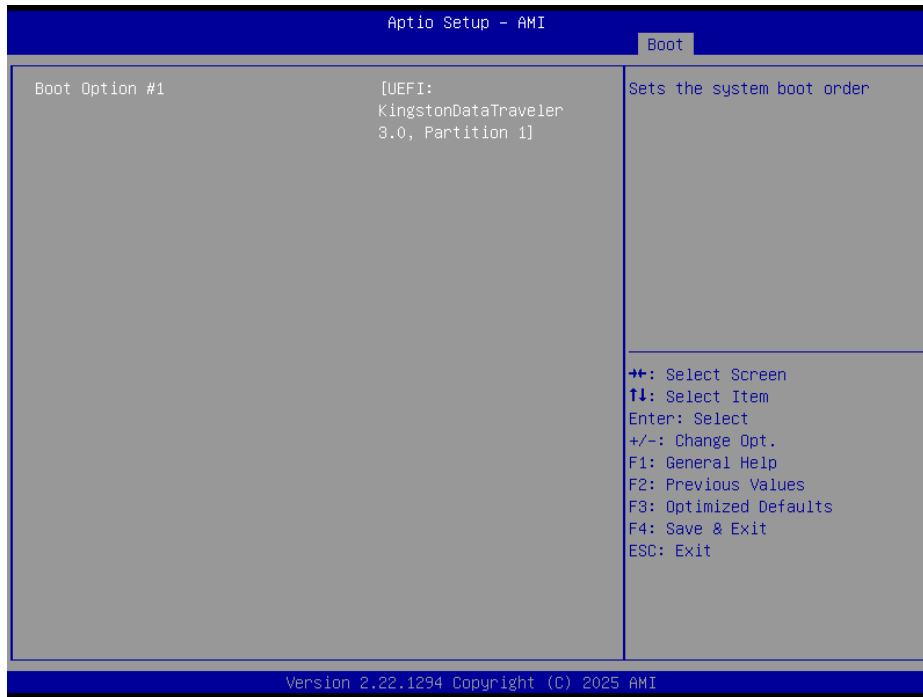 Aptio Setup – AMI
Boot
Boot Option #1
[UEFI:
KingstonDataTraveler
3.0, Partition 1]
Sets the system boot order
→←: Select Screen
↑↓: Select Item
Enter: Select
+/-: Change Opt.
F1: General Help
F2: Previous Values
F3: Optimized Defaults
F4: Save & Exit
ESC: Exit
Version 2.22.1294 Copyright (C) 2025 AMI